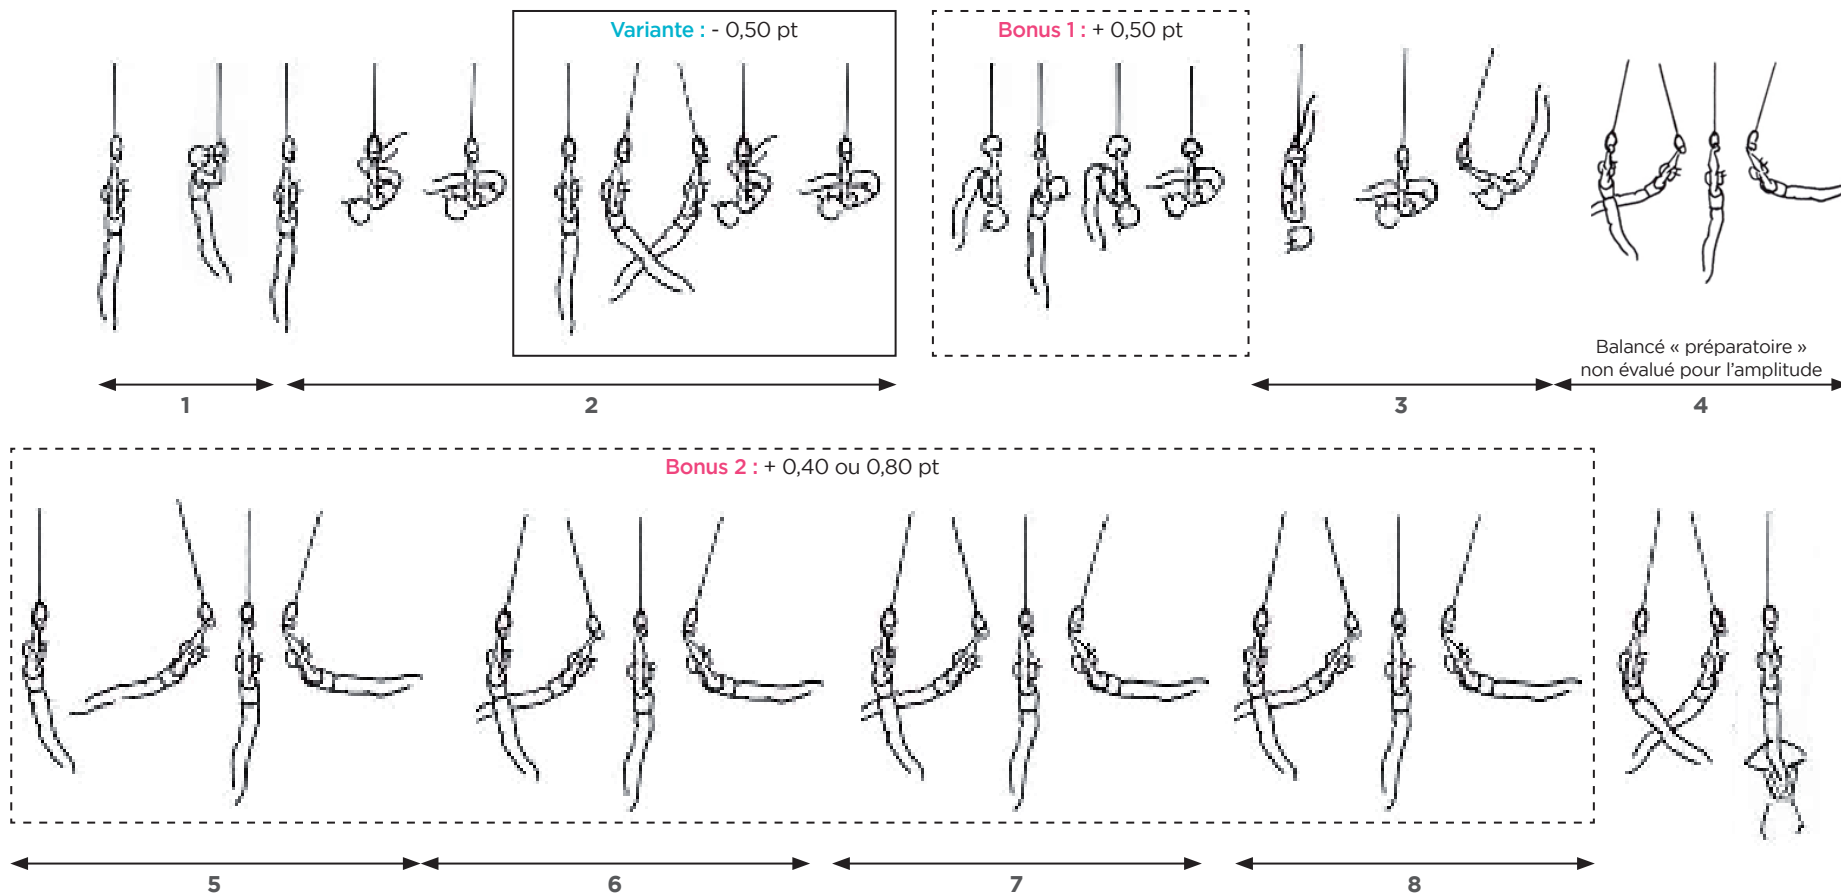 Variante : - 0,50 pt
Bonus 1 : + 0,50 pt
Balancé « préparatoire »
non évalué pour l’amplitude
1
2
3
4
Bonus 2 : + 0,40 ou 0,80 pt
5
6
7
8